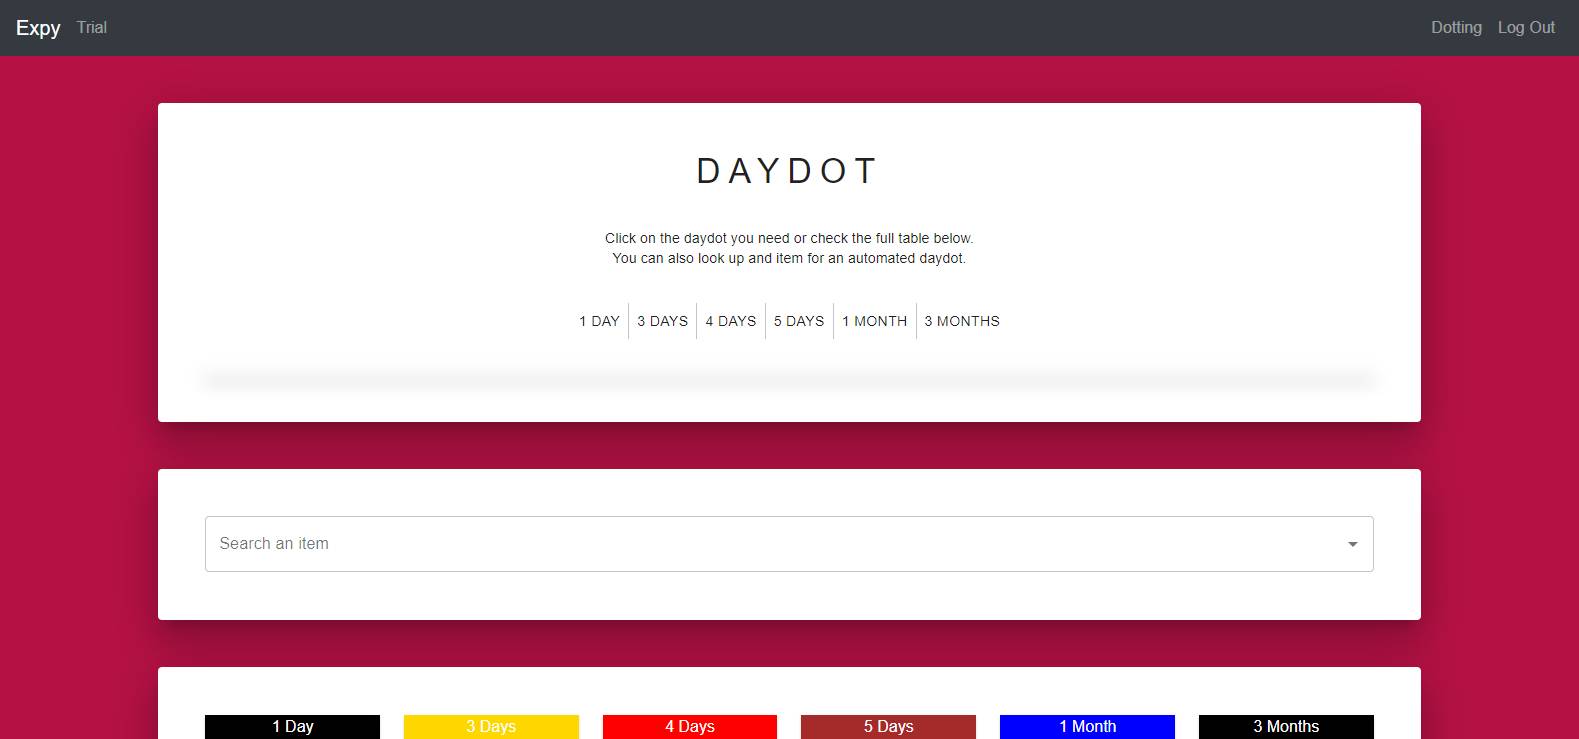 Expy Trial Dotting Log Out
DAYDOT
Click on the daydot you need or check the full table below.
You can also look up and item for an automated daydot.
1 DAY 3 DAYS 4 DAYS 5 DAYS 1 MONTH 3 MONTHS
Search an item
1 Day 3 Days 4 Days 5 Days 1 Month 3 Months